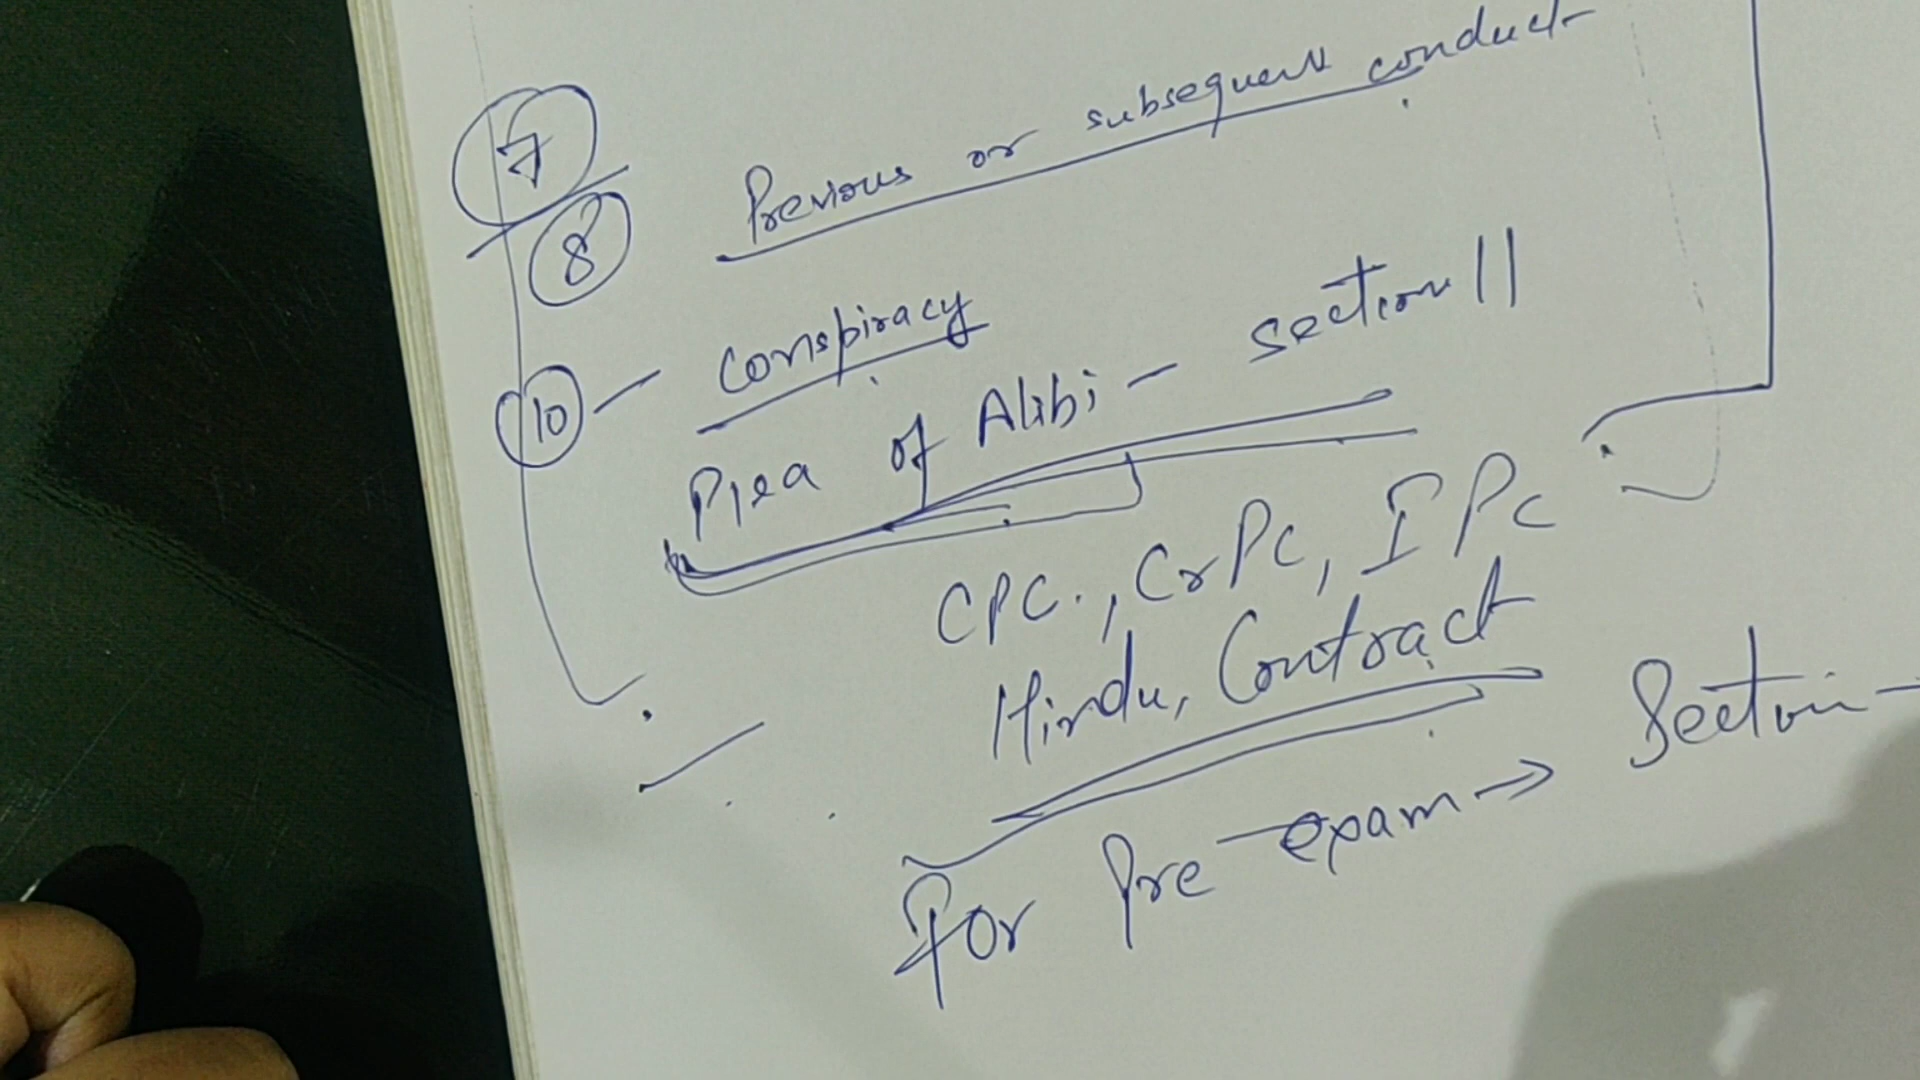 7
8 Previous or subsequent conduct
10 - Conspiracy
Plea of Alibi - Section 11
CPC., CrPC, IPC
Hindu, Contract
For Pre-exam → Section -